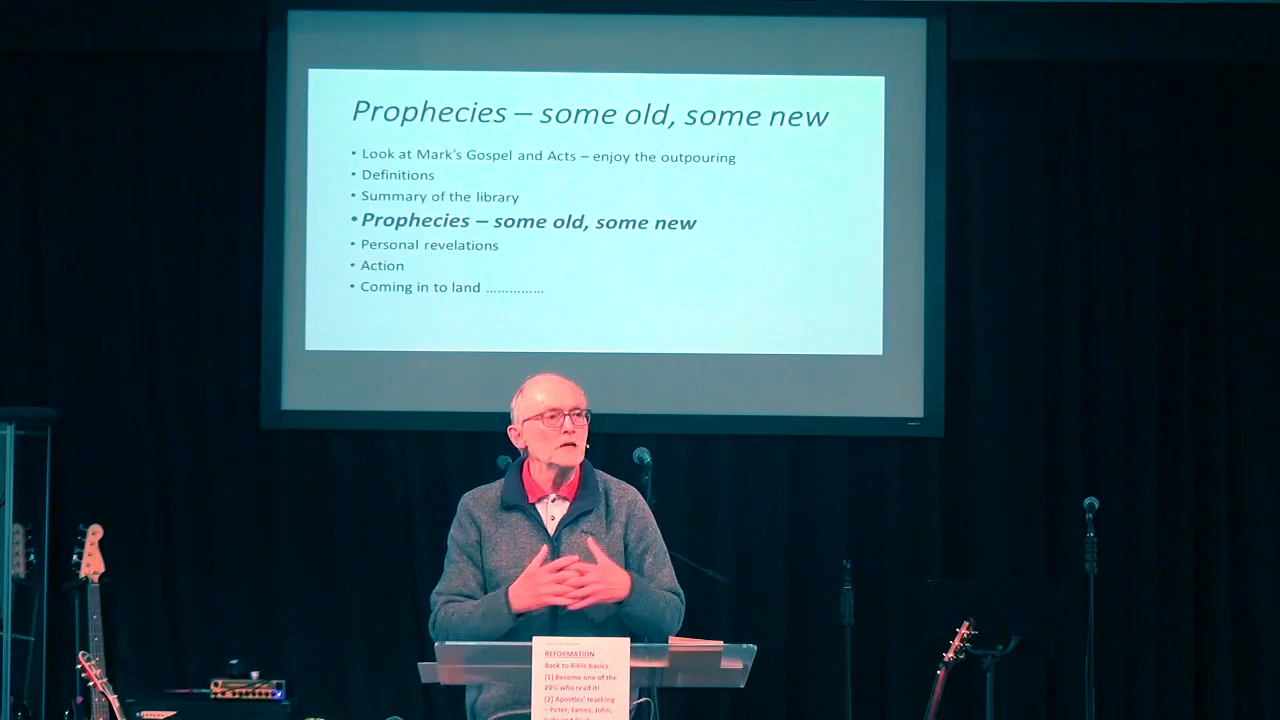 Prophecies – some old, some new
• Look at Mark's Gospel and Acts – enjoy the outpouring
• Definitions
• Summary of the library
• Prophecies – some old, some new
• Personal revelations
• Action
• Coming in to land ...............
REFORMATION
Back to Bible basics:
[1] Become one of the
20% who read it!
[2] Apostles' teaching
– Peter, James, John,